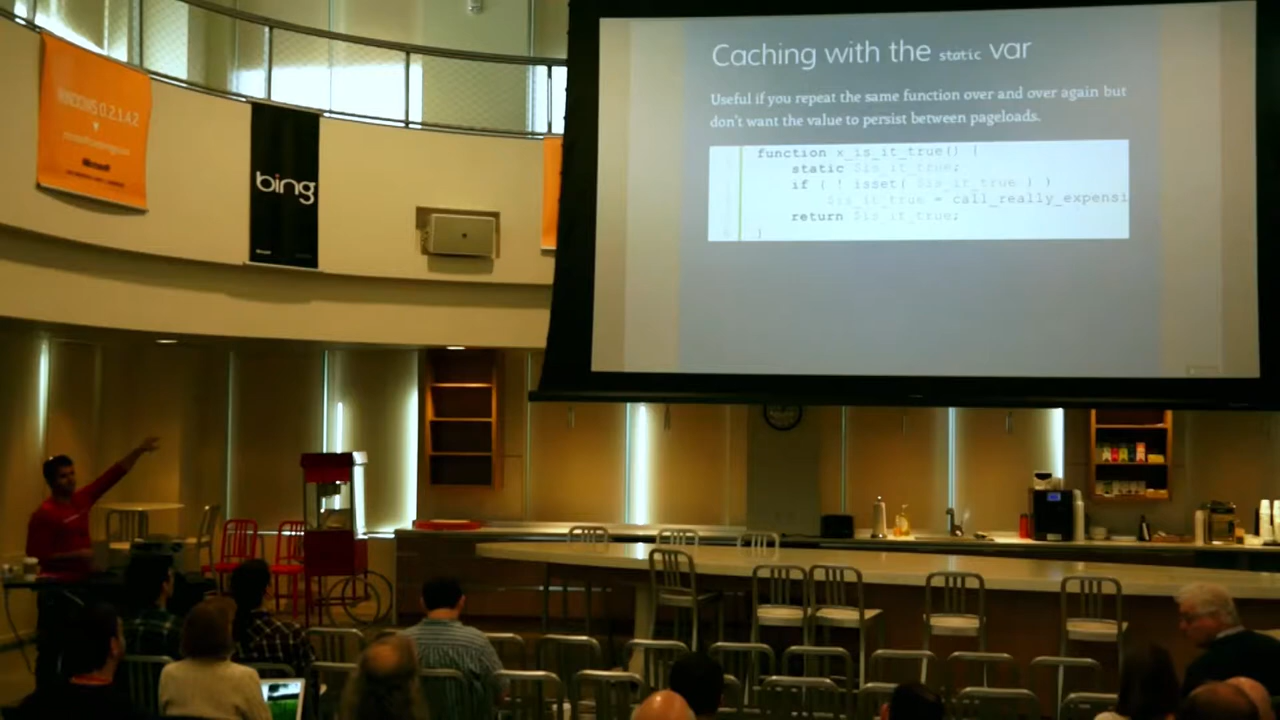 Caching with the static var
Useful if you repeat the same function over and over again but
don't want the value to persist between pageloads.
function x_is_it_true() {
static $is_it_true;
if ( ! isset( $is_it_true ) )
$is_it_true = call_really_expensi
return $is_it_true;
}
bing
Microsoft